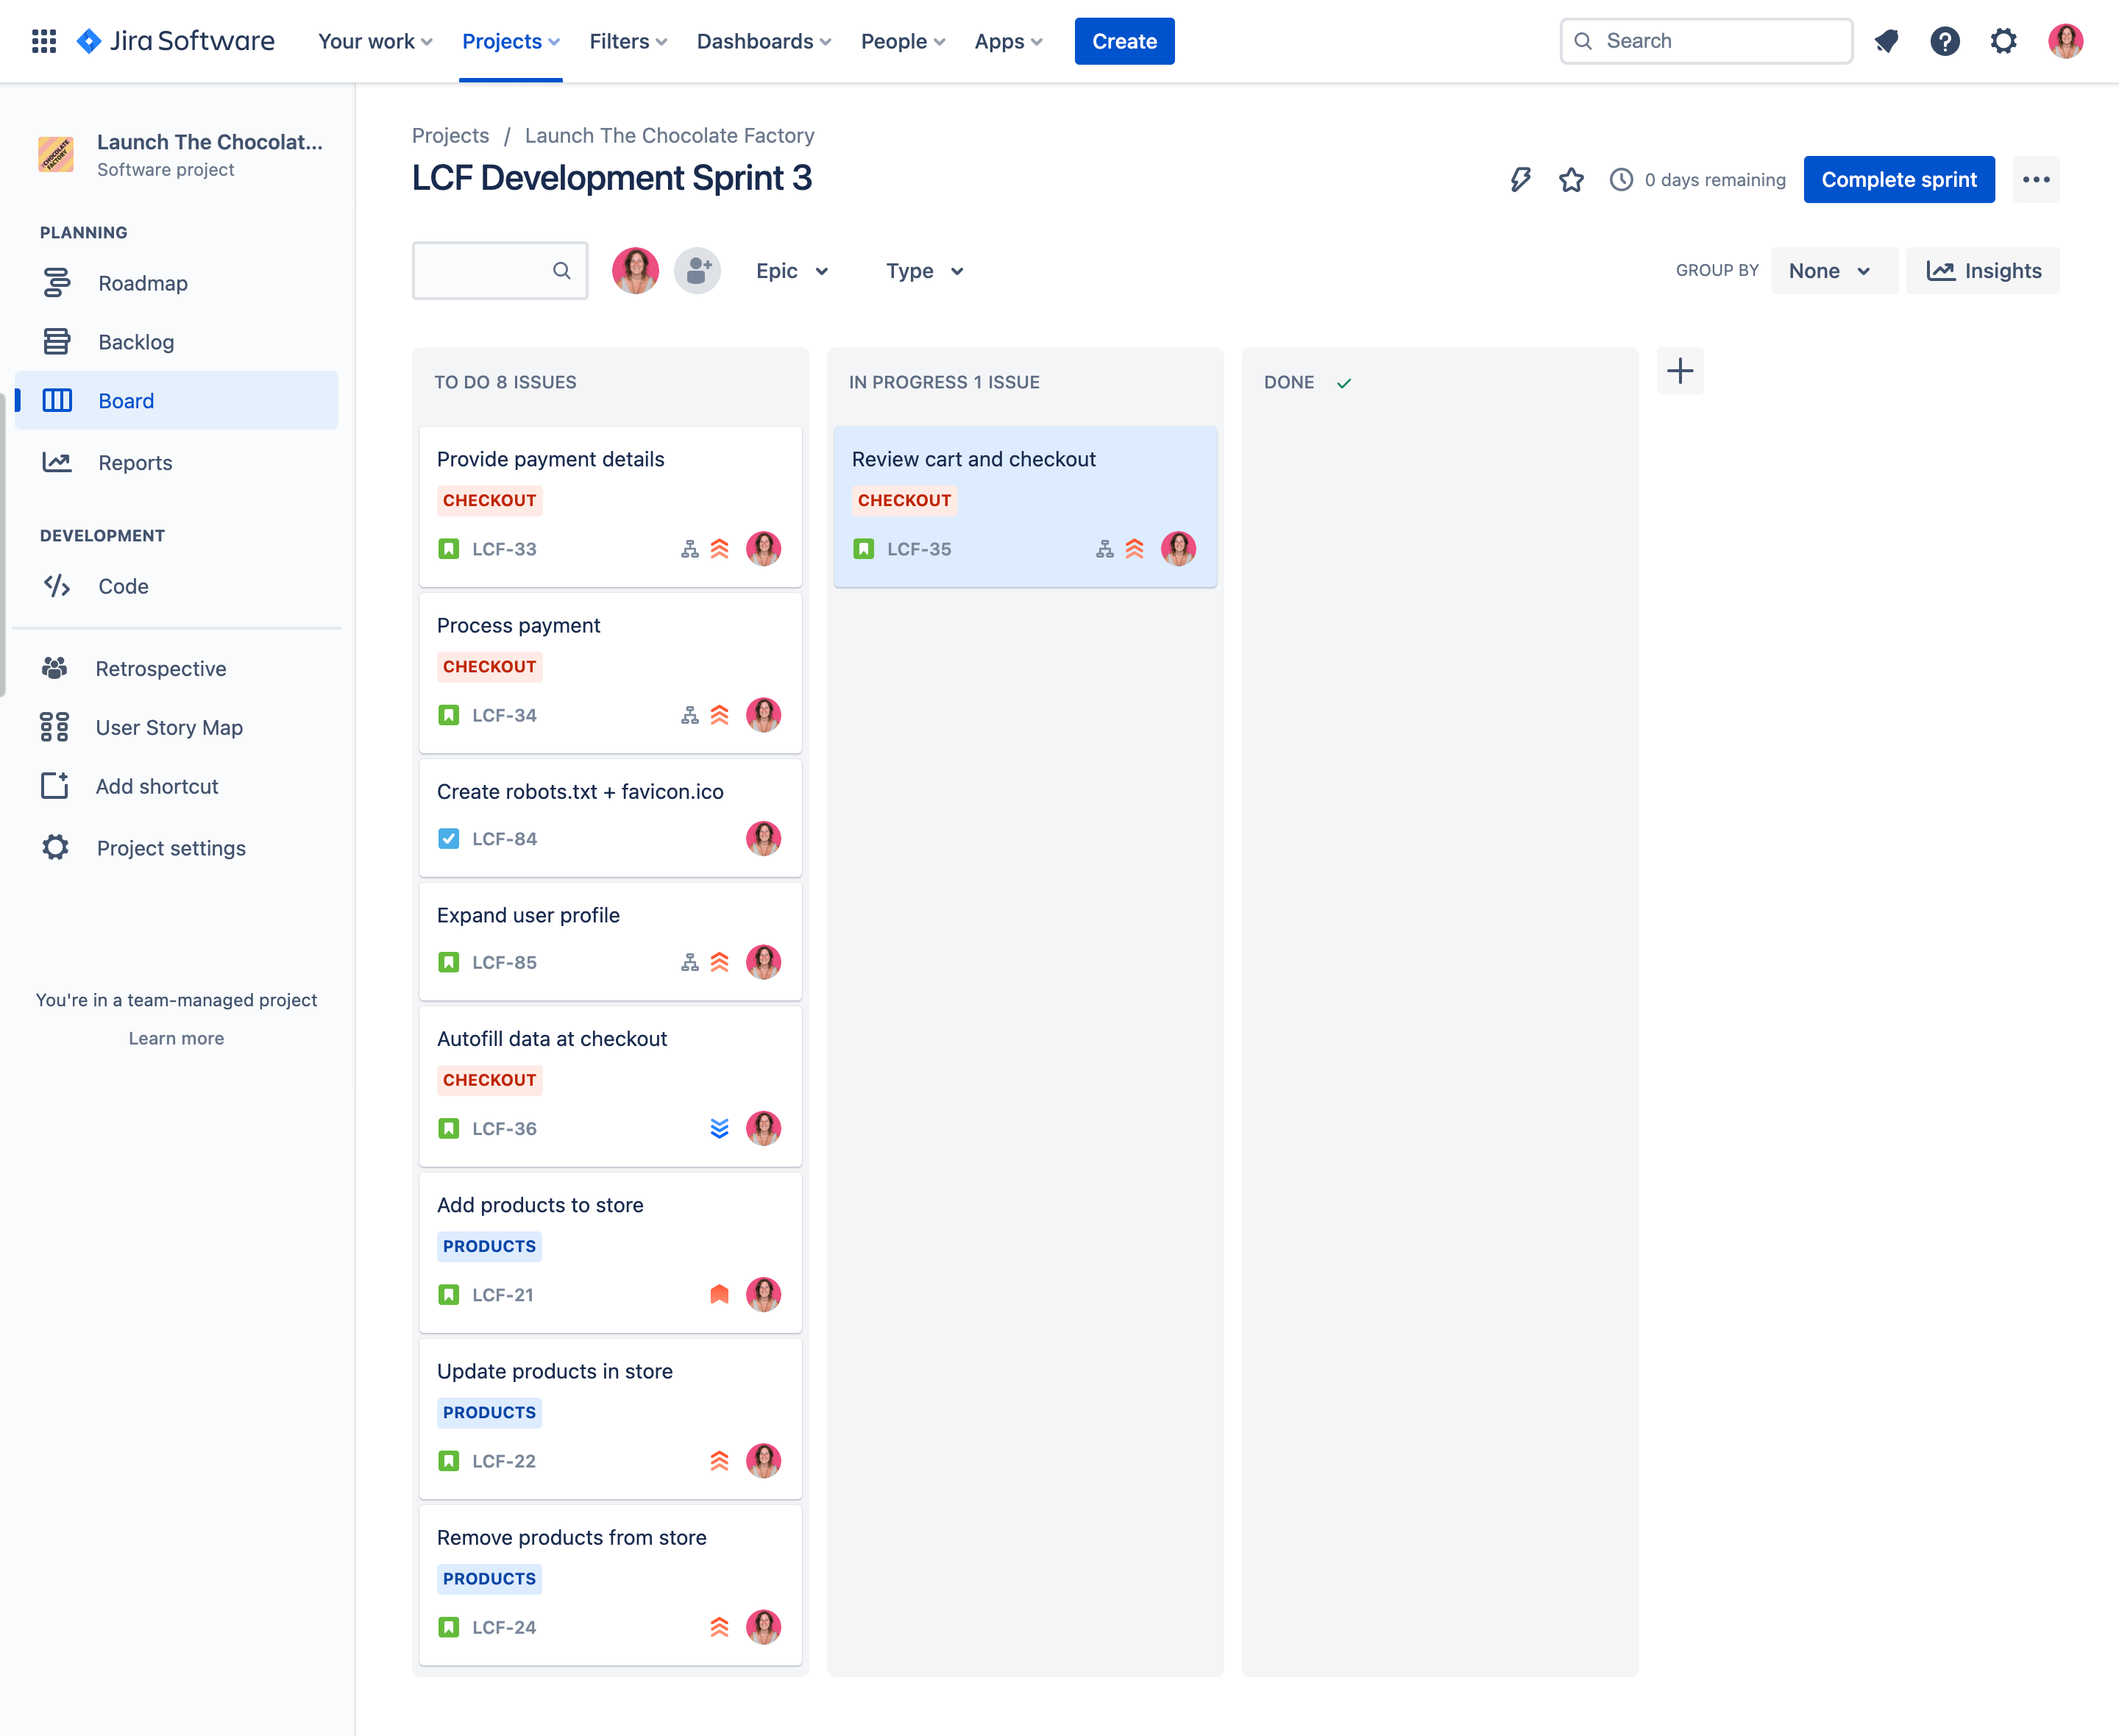 Jira Software
Your work
Projects
Filters
Dashboards
People
Apps
Create
Search
Launch The Chocolat...
Software project
PLANNING
Roadmap
Backlog
Board
Reports
DEVELOPMENT
Code
Retrospective
User Story Map
Add shortcut
Project settings
You're in a team-managed project
Learn more
Projects / Launch The Chocolate Factory
LCF Development Sprint 3
0 days remaining
Complete sprint
Epic
Type
GROUP BY
None
Insights
TO DO 8 ISSUES
Provide payment details
CHECKOUT
LCF-33
Process payment
CHECKOUT
LCF-34
Create robots.txt + favicon.ico
LCF-84
Expand user profile
LCF-85
Autofill data at checkout
CHECKOUT
LCF-36
Add products to store
PRODUCTS
LCF-21
Update products in store
PRODUCTS
LCF-22
Remove products from store
PRODUCTS
LCF-24
IN PROGRESS 1 ISSUE
Review cart and checkout
CHECKOUT
LCF-35
DONE
CHOCOLATE
FACTORY